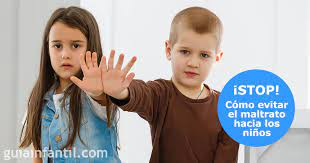 ¡STOP!
Cómo evitar
el maltrato
hacia los
niños
guiainfantil.com